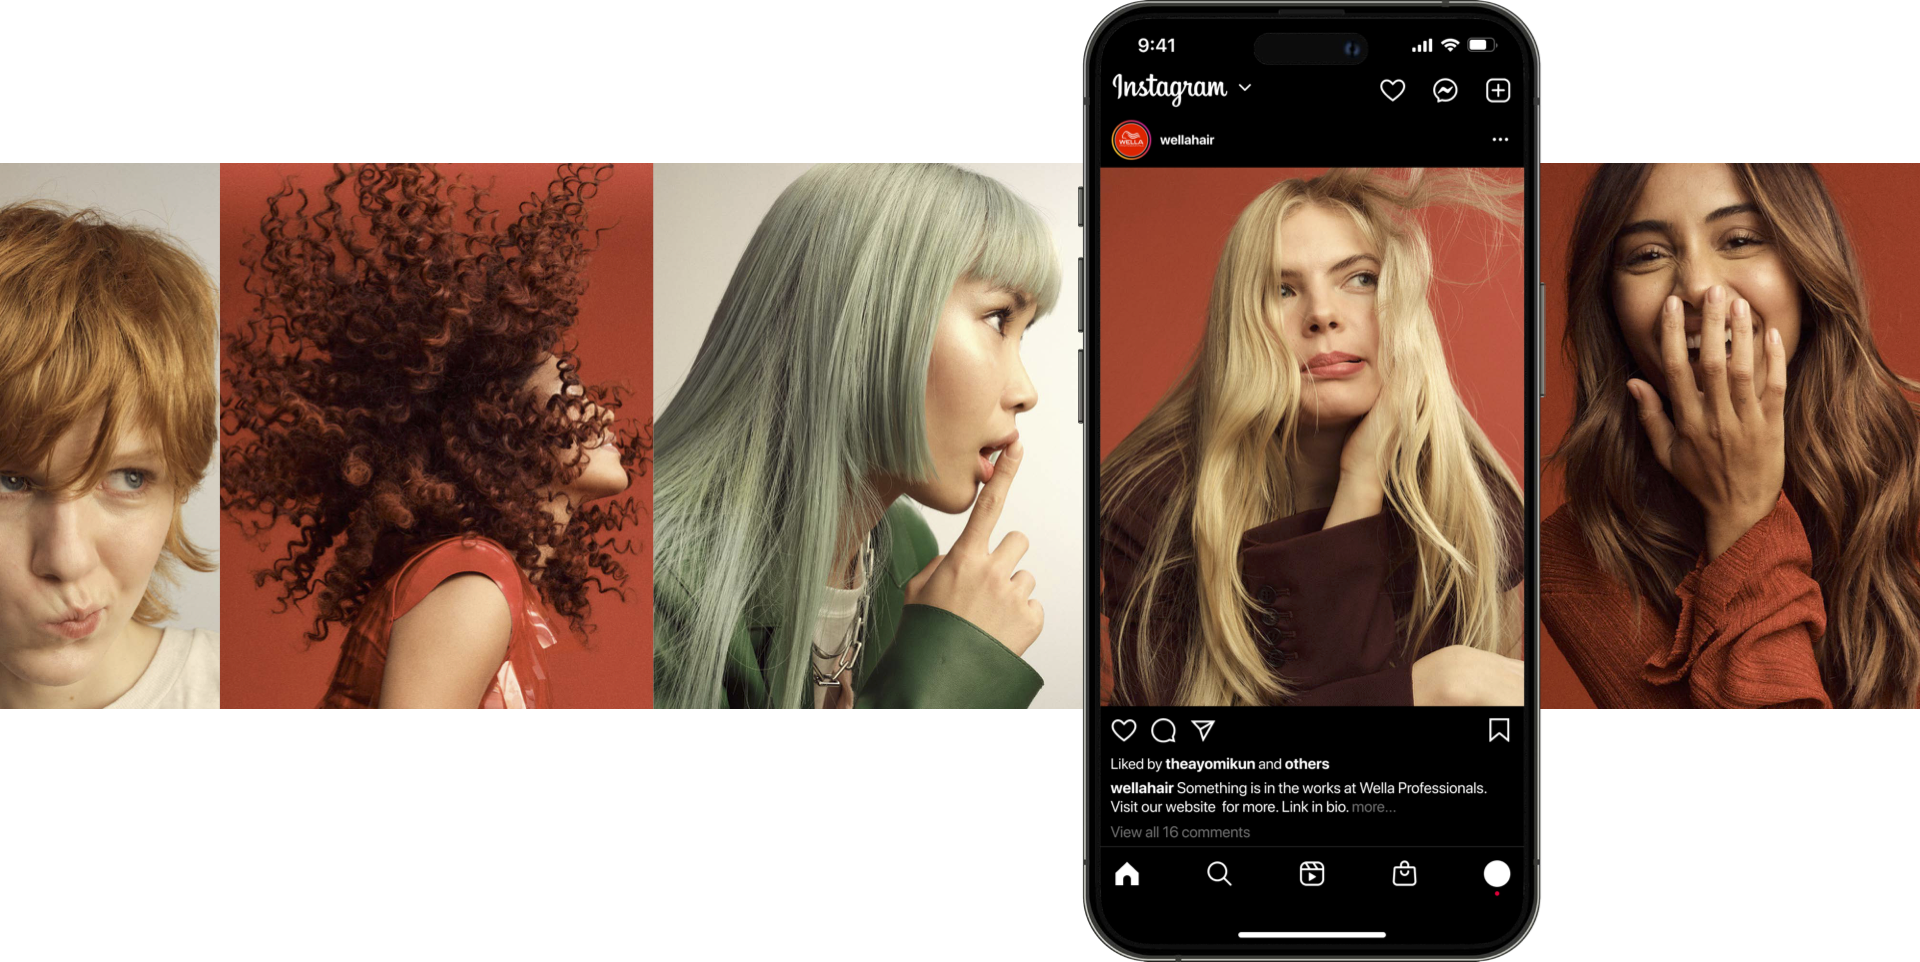 9:41
Instagram
WELLA
wellahair
Liked by theayomikun and others
wellahair Something is in the works at Wella Professionals.
Visit our website for more. Link in bio. more...
View all 16 comments